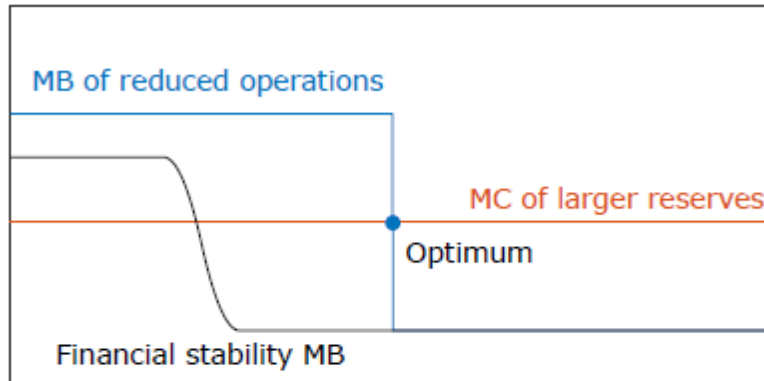 MB of reduced operations
MC of larger reserves
Optimum
Financial stability MB